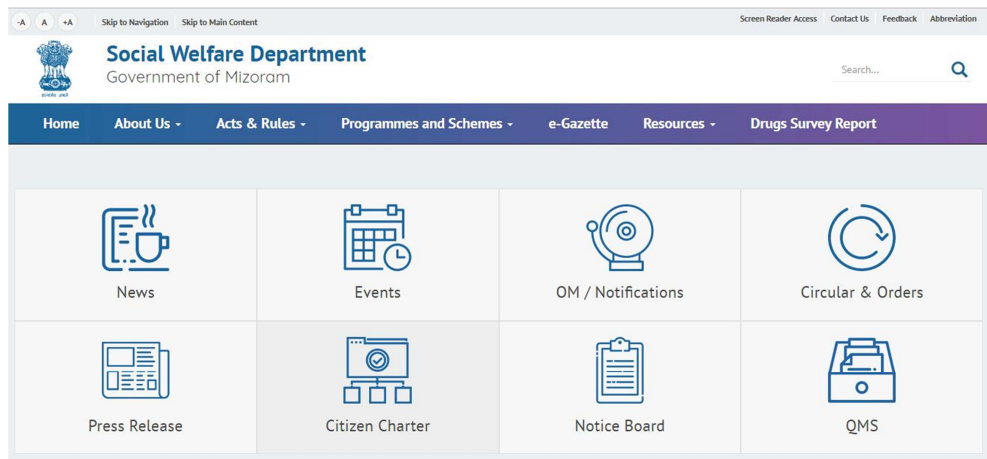 -A A +A Skip to Navigation Skip to Main Content Screen Reader Access Contact Us Feedback Abbreviation
Social Welfare Department
Government of Mizoram
Search...
Home About Us Acts & Rules Programmes and Schemes e-Gazette Resources Drugs Survey Report
News Events OM / Notifications Circular & Orders
Press Release Citizen Charter Notice Board QMS